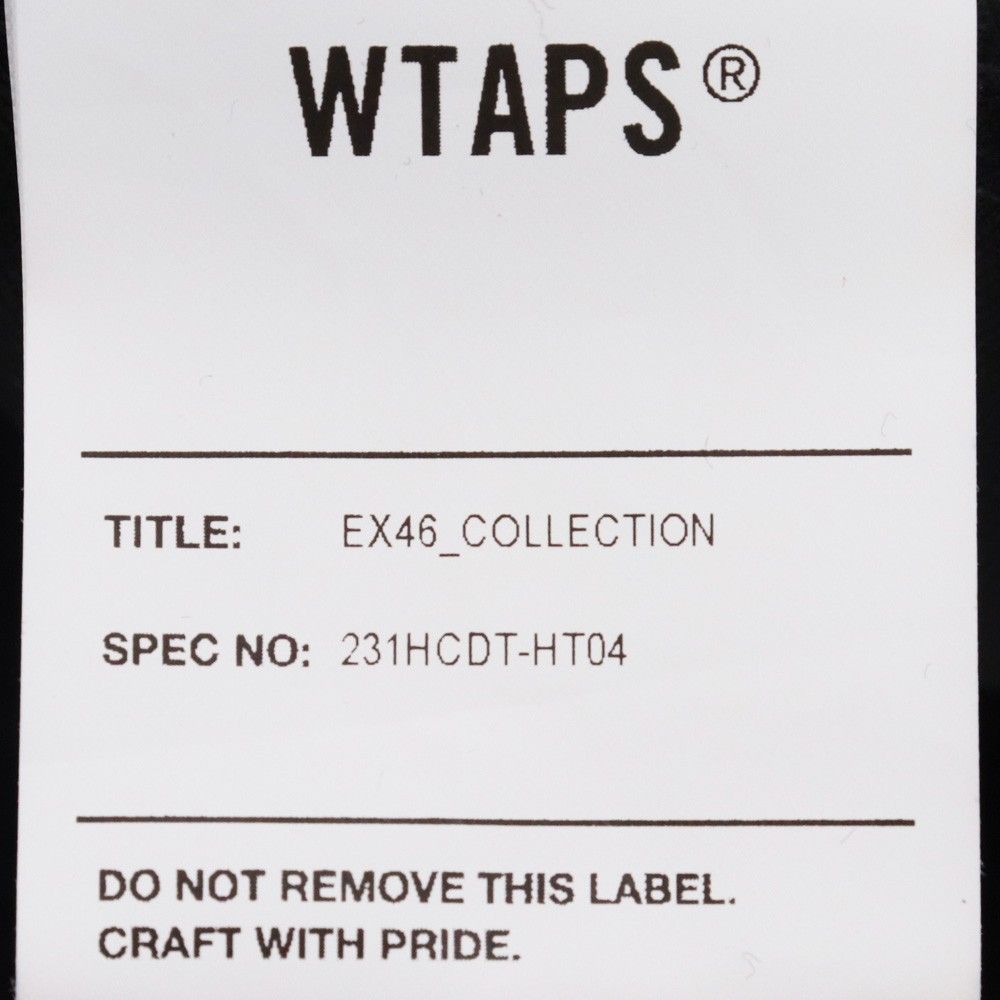 WTAPS®
TITLE: EX46_COLLECTION
SPEC NO: 231HCDT-HT04
DO NOT REMOVE THIS LABEL.
CRAFT WITH PRIDE.